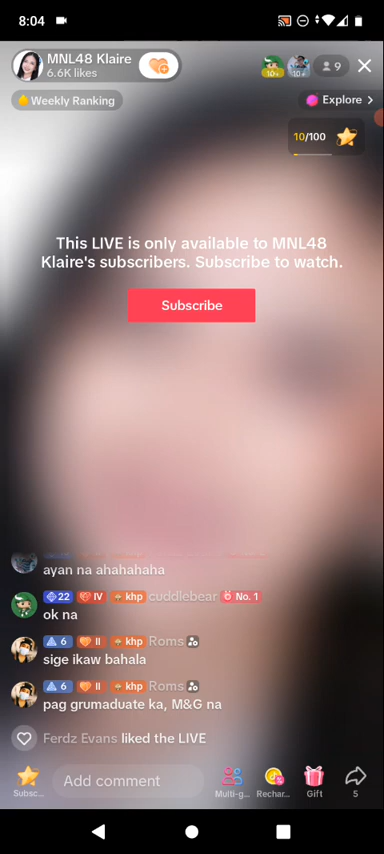 8:04
MNL48 Klaire
6.6K likes
10+
10+
9
Weekly Ranking
Explore
10/100
This LIVE is only available to MNL48
Klaire's subscribers. Subscribe to watch.
Subscribe
ayan na ahahahaha
22 IV khp cuddlebear No. 1
ok na
6 II khp Roms
sige ikaw bahala
6 II khp Roms
pag grumaduate ka, M&G na
Ferdz Evans liked the LIVE
Subsc...
Add comment
Multi-g...
Rechar...
Gift
5